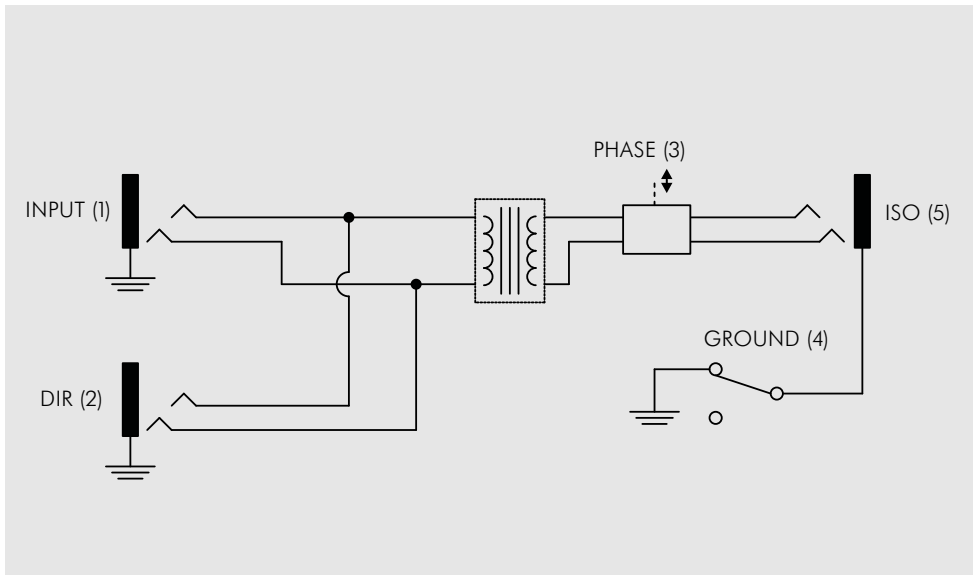 PHASE (3)
INPUT (1)
ISO (5)
GROUND (4)
DIR (2)